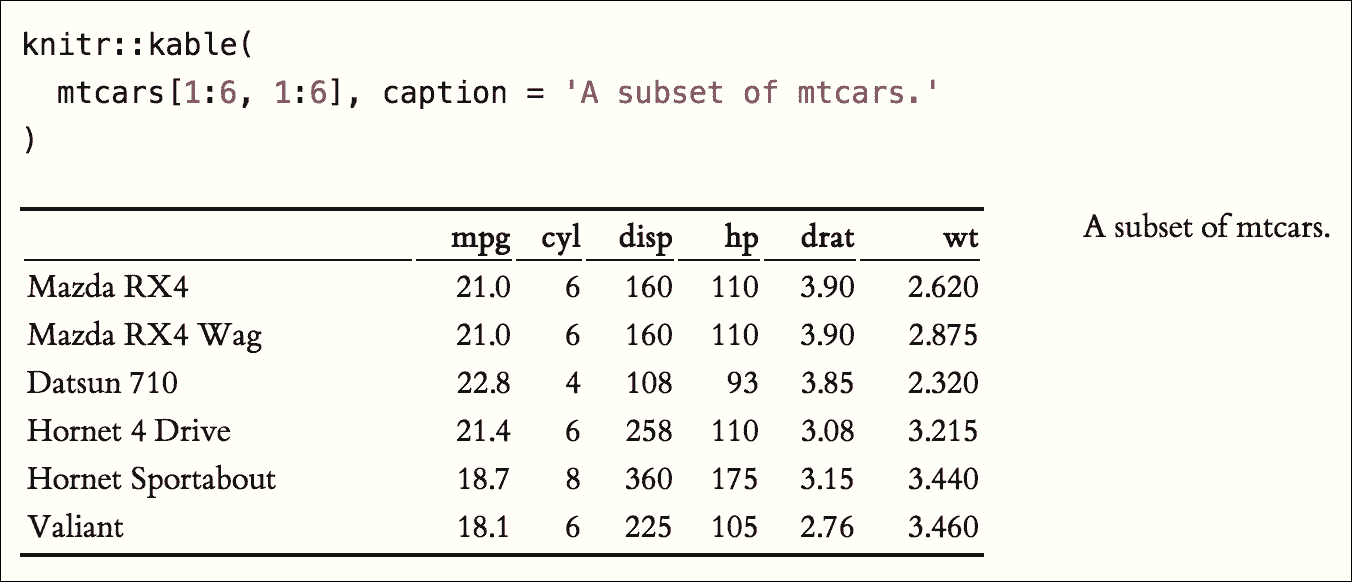 knitr::kable(
  mtcars[1:6, 1:6], caption = 'A subset of mtcars.'
)
A subset of mtcars.
mpg cyl disp hp drat wt
Mazda RX4 21.0 6 160 110 3.90 2.620
Mazda RX4 Wag 21.0 6 160 110 3.90 2.875
Datsun 710 22.8 4 108 93 3.85 2.320
Hornet 4 Drive 21.4 6 258 110 3.08 3.215
Hornet Sportabout 18.7 8 360 175 3.15 3.440
Valiant 18.1 6 225 105 2.76 3.460